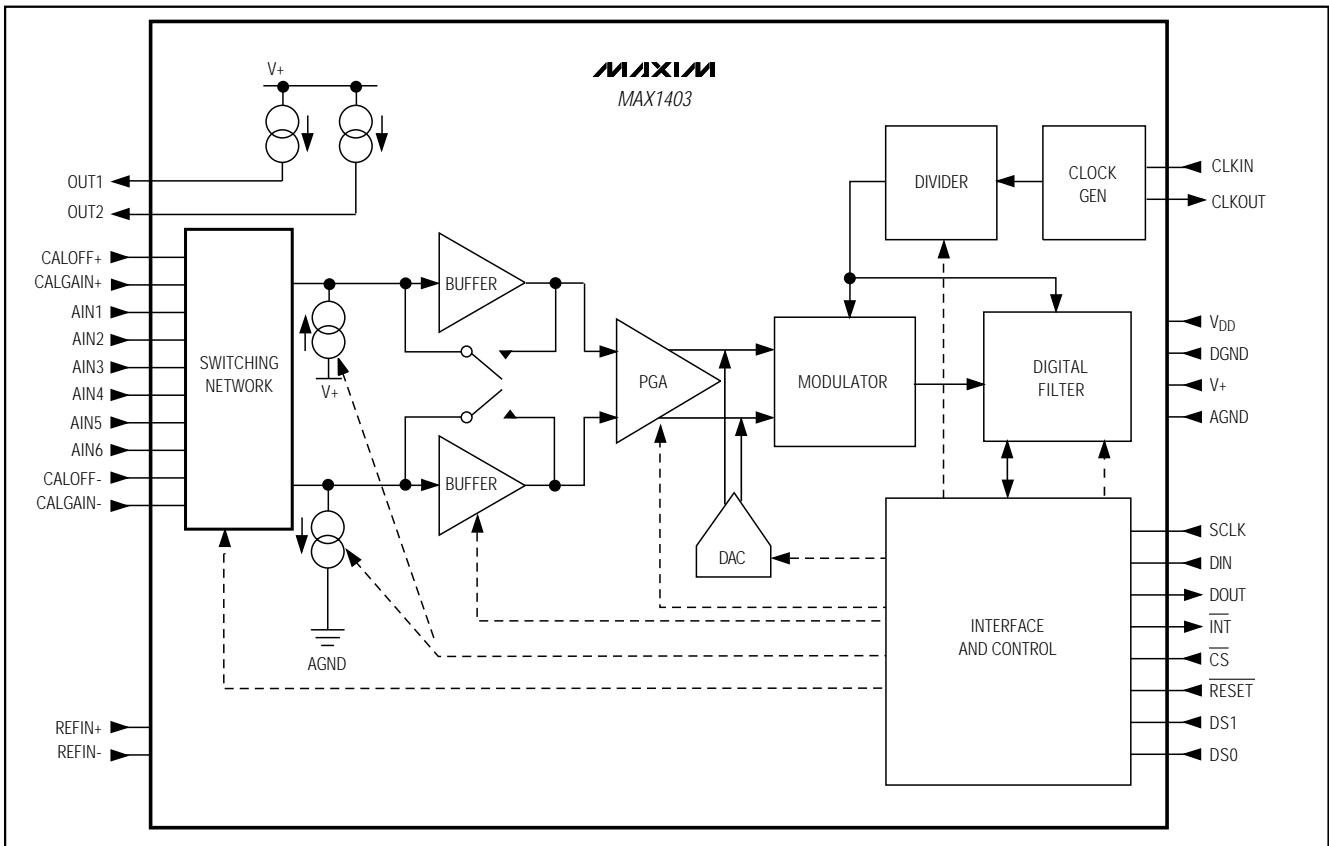 MAXIM
MAX1403
V+
OUT1
OUT2
CALOFF+
CALGAIN+
AIN1
AIN2
AIN3
AIN4
AIN5
AIN6
CALOFF-
CALGAIN-
REFIN+
REFIN-
SWITCHING
NETWORK
V+
AGND
BUFFER
BUFFER
PGA
DAC
MODULATOR
DIVIDER
CLOCK
GEN
DIGITAL
FILTER
INTERFACE
AND CONTROL
CLKIN
CLKOUT
VDD
DGND
V+
AGND
SCLK
DIN
DOUT
INT
CS
RESET
DS1
DS0